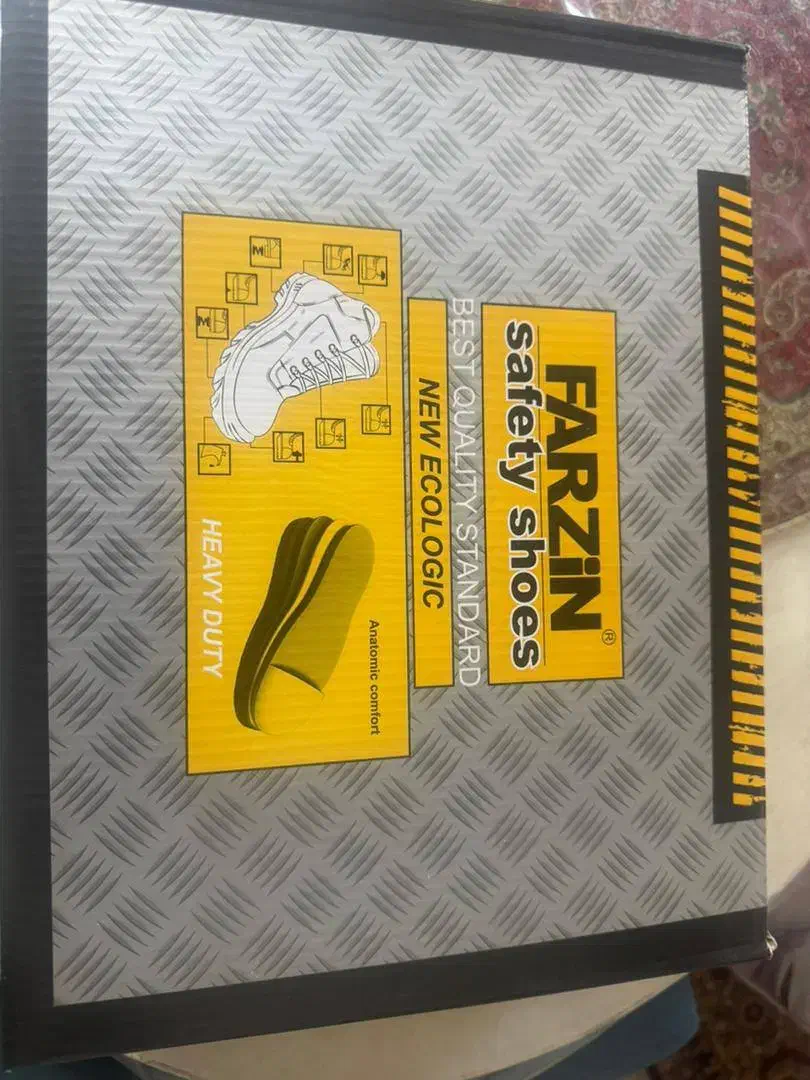 FARZiN®
safety shoes
BEST QUALITY STANDARD
NEW ECOLOGIC
Anatomic comfort
HEAVY DUTY